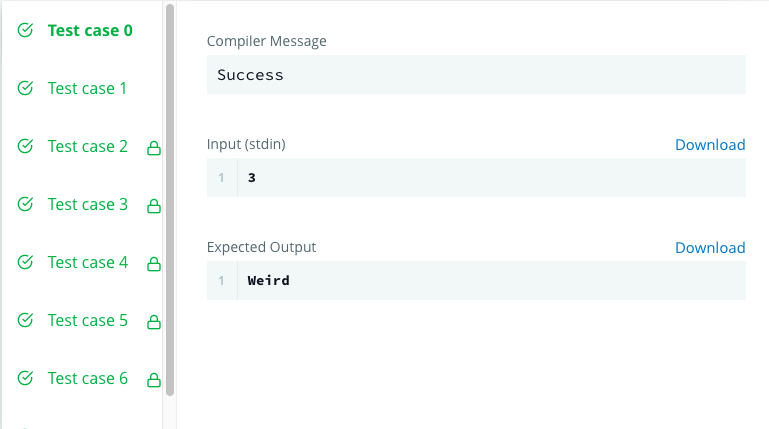 Test case 0
Test case 1
Test case 2
Test case 3
Test case 4
Test case 5
Test case 6
Compiler Message
Success
Input (stdin)
Download
1 3
Expected Output
Download
1 Weird